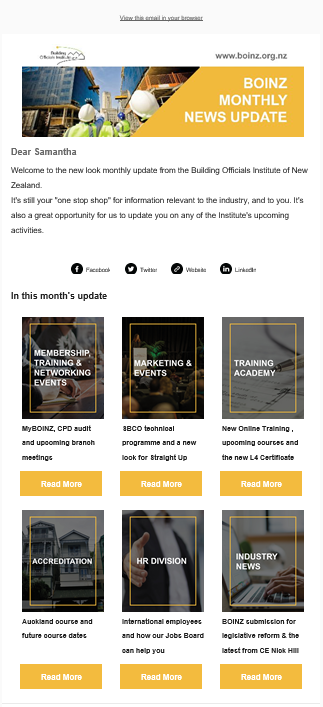 View this email in your browser
Building
Officials Institute
www.boinz.org.nz
BOINZ
MONTHLY
NEWS UPDATE
Dear Samantha
Welcome to the new look monthly update from the Building Officials Institute of New
Zealand.
It's still your "one stop shop" for information relevant to the industry, and to you. It's
also a great opportunity for us to update you on any of the Institute's upcoming
activities.
Facebook Twitter Website LinkedIn
In this month's update
MEMBERSHIP,
TRAINING &
NETWORKING
EVENTS
MARKETING &
EVENTS
TRAINING
ACADEMY
MyBOINZ, CPD audit
and upcoming branch
meetings
SBCO technical
programme and a new
look for Straight Up
New Online Training ,
upcoming courses and
the new L4 Certificate
Read More Read More Read More
ACCREDITATION
HR DIVISION
INDUSTRY
NEWS
Auckland course and
future course dates
International employees
and how our Jobs Board
can help you
BOINZ submission for
legislative reform & the
latest from CE Nick Hill
Read More Read More Read More